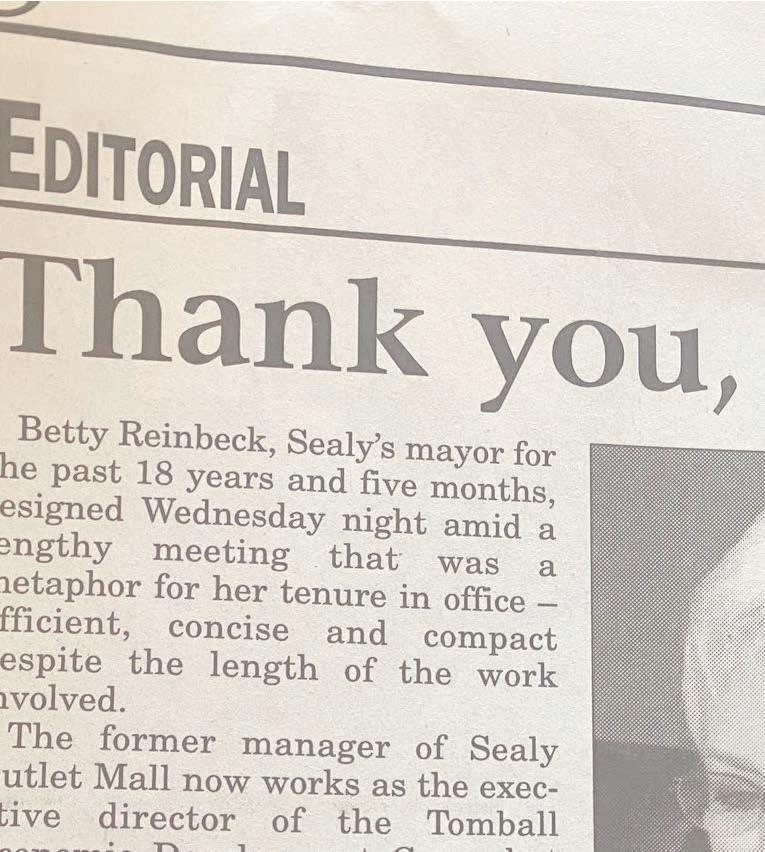 EDITORIAL
Thank you,
Betty Reinbeck, Sealy's mayor for
he past 18 years and five months,
esigned Wednesday night amid a
engthy meeting that was a
netaphor for her tenure in office –
fficient, concise and compact
espite the length of the work
nvolved.
The former manager of Sealy
utlet Mall now works as the exec-
tive director of the Tomball